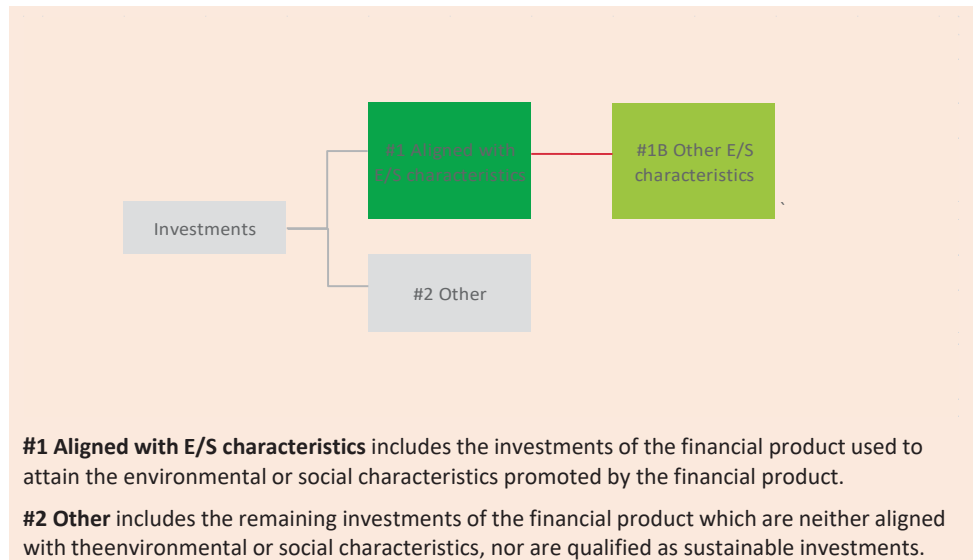 #1 Aligned with
E/S characteristics
#1B Other E/S
characteristics
`
Investments
#2 Other
#1 Aligned with E/S characteristics includes the investments of the financial product used to
attain the environmental or social characteristics promoted by the financial product.
#2 Other includes the remaining investments of the financial product which are neither aligned
with theenvironmental or social characteristics, nor are qualified as sustainable investments.